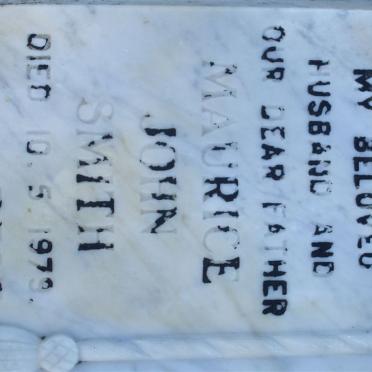 MY BELOVED
HUSBAND AND
OUR DEAR FATHER
MAURICE
JOHN
SMITH
DIED 10.5.1979.